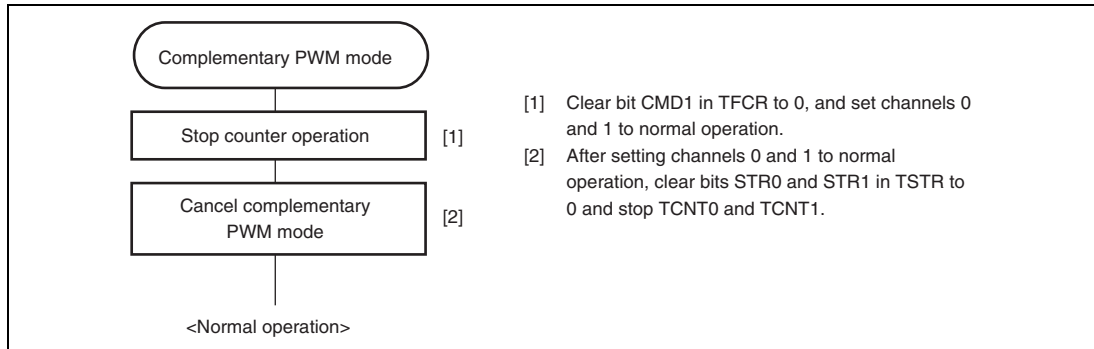 Complementary PWM mode
Stop counter operation
[1]
Cancel complementary
PWM mode
[2]
<Normal operation>
[1] Clear bit CMD1 in TFCR to 0, and set channels 0
and 1 to normal operation.
[2] After setting channels 0 and 1 to normal
operation, clear bits STR0 and STR1 in TSTR to
0 and stop TCNT0 and TCNT1.